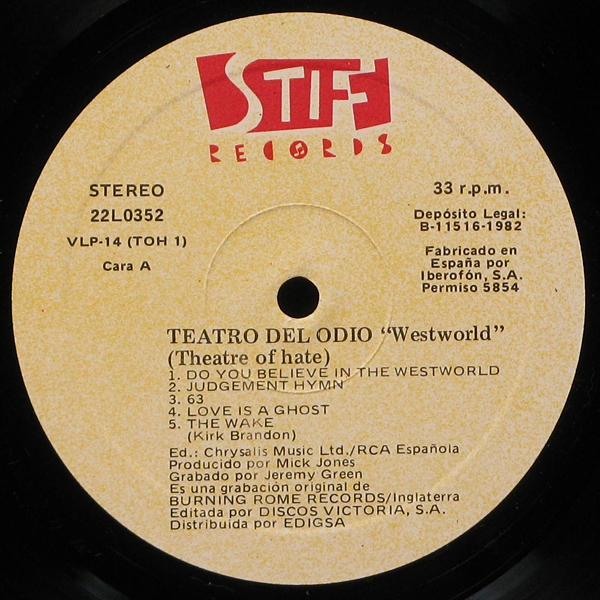 STIFF
RECORDS
STEREO
22L0352
VLP-14 (TOH 1)
Cara A
33 r.p.m.
Depósito Legal:
B-11516-1982
Fabricado en
España por
Iberofón, S.A.
Permiso 5854
TEATRO DEL ODIO "Westworld"
(Theatre of hate)
1. DO YOU BELIEVE IN THE WESTWORLD
2. JUDGEMENT HYMN
3. 63
4. LOVE IS A GHOST
5. THE WAKE
(Kirk Brandon)
Ed.: Chrysalis Music Ltd./RCA Española
Producido por Mick Jones
Grabado por Jeremy Green
Es una grabación original de
BURNING ROME RECORDS/Inglaterra
Editada por DISCOS VICTORIA, S.A.
Distribuida por EDIGSA